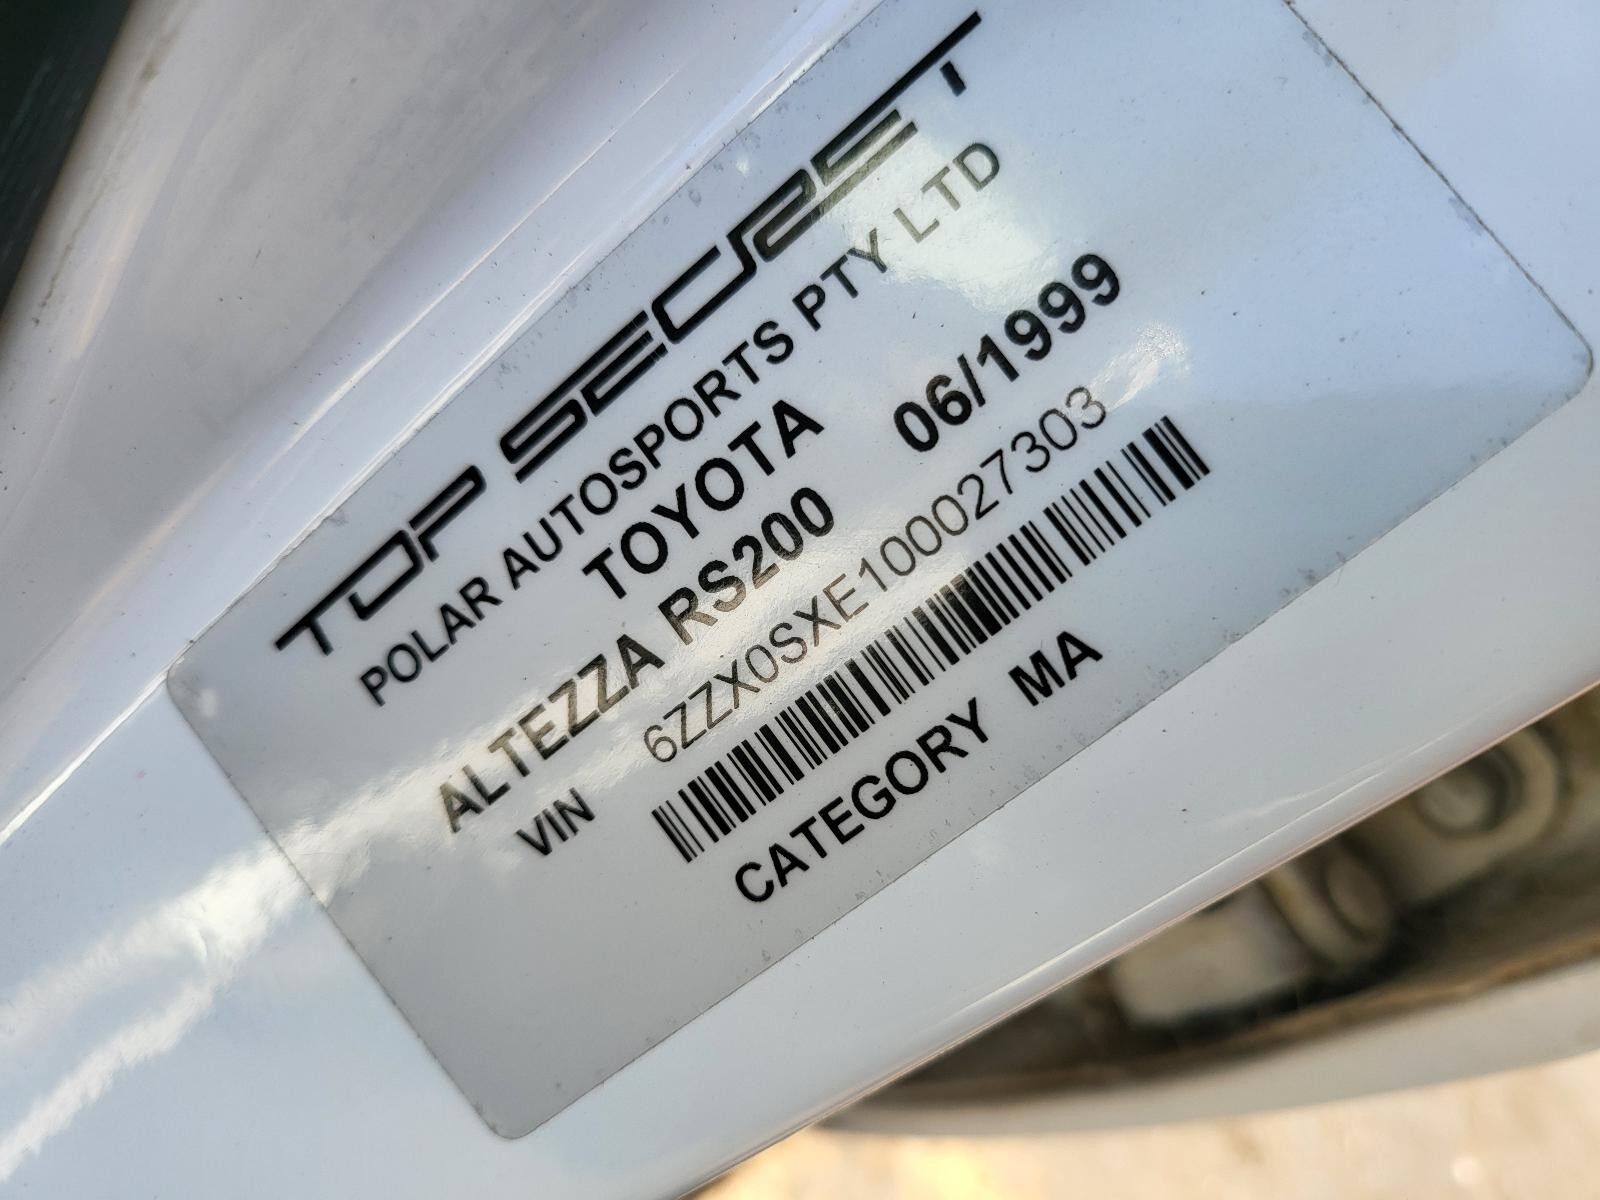 TOP SECRET
POLAR AUTOSPORTS PTY LTD
TOYOTA
ALTEZZA RS200 06/1999
VIN 6ZZX0SXE100027303
CATEGORY MA